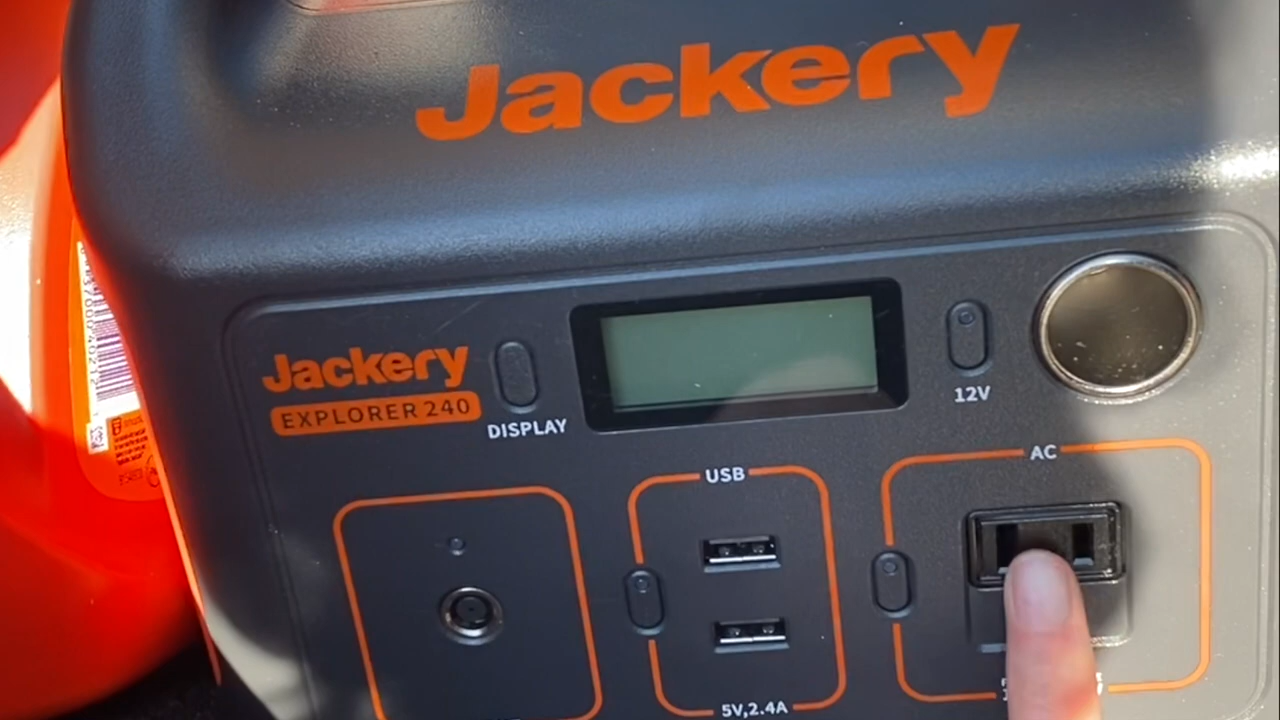 Jackery
Jackery
EXPLORER 240
DISPLAY
12V
USB
AC
5V,2.4A